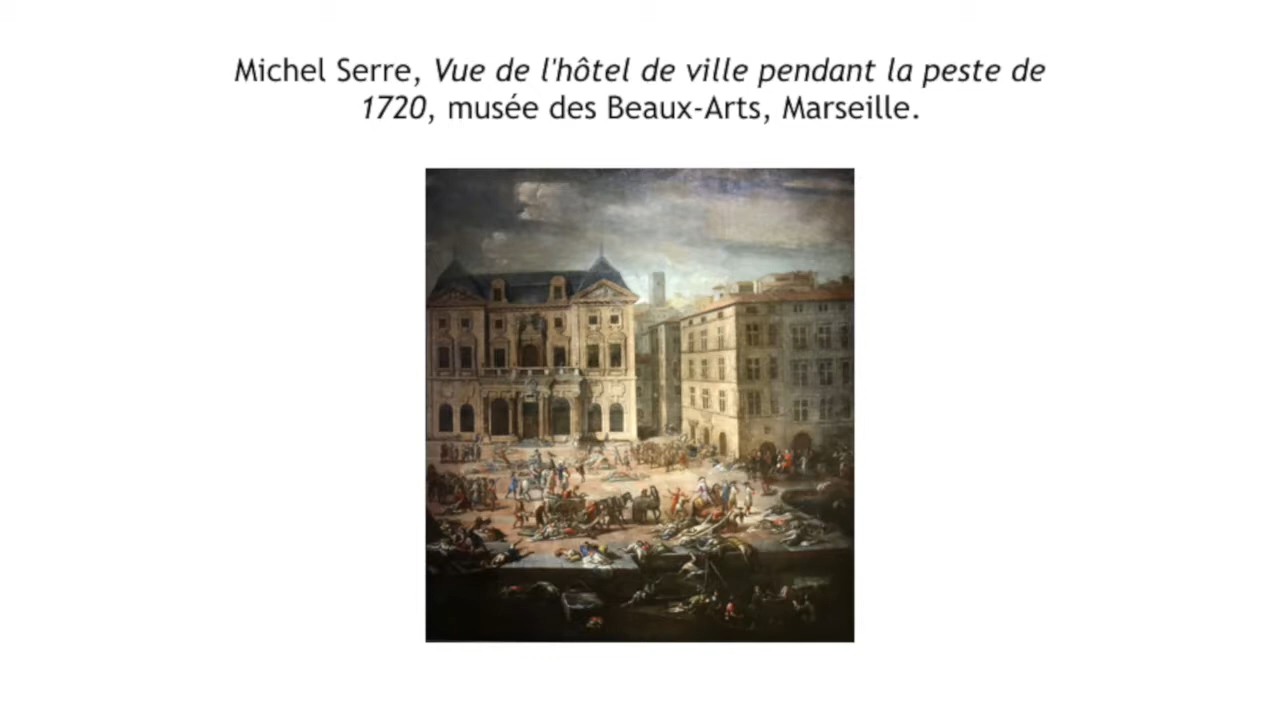 Michel Serre, Vue de l'hôtel de ville pendant la peste de
1720, musée des Beaux-Arts, Marseille.